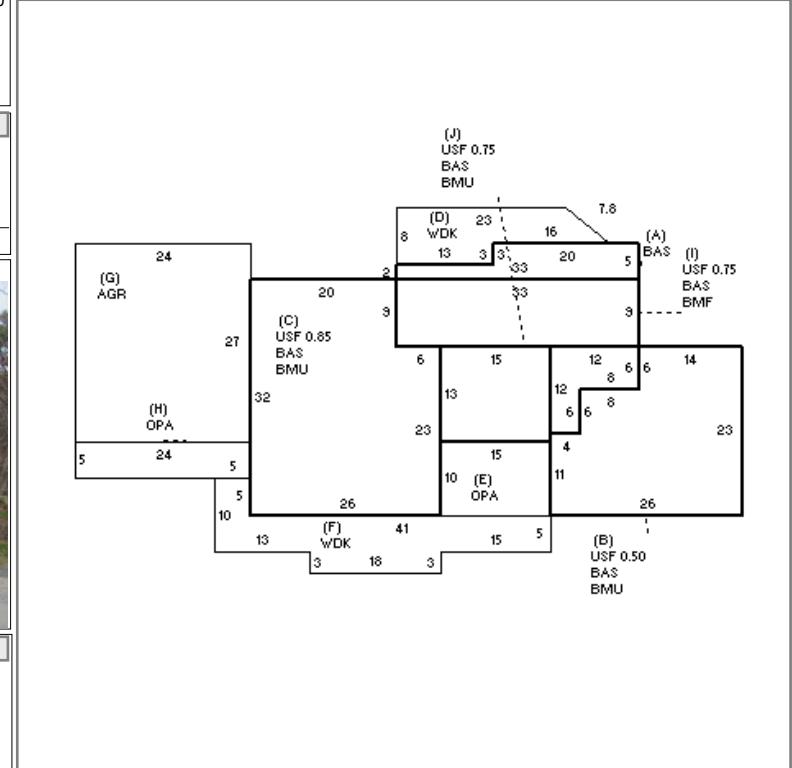 (J)
USF 0.75
BAS
BMU
7.8
(D) 23
WDK 16
8
(A)
BAS
24
13 3 3 20 5
(I)
USF 0.75
BAS
BMF
33
2
(G)
AGR
20
33
9 9
(C)
USF 0.85
BAS
BMU
27
6 15 12 6 6 14
8
32 13 12
8
(H)
OPA
6 6
23 23
4
5 24 5
15
10 11
(E)
OPA
5
10
26 26
(F) 41
WDK
13 15 5
(B)
USF 0.50
BAS
BMU
3 18 3